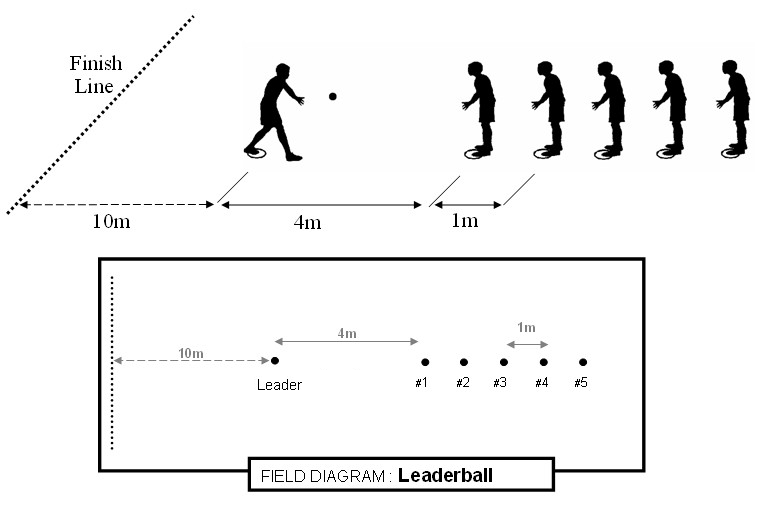 Finish
Line
10m
4m
1m
1m
4m
10m
Leader
#1
#2
#3
#4
#5
FIELD DIAGRAM : Leaderball